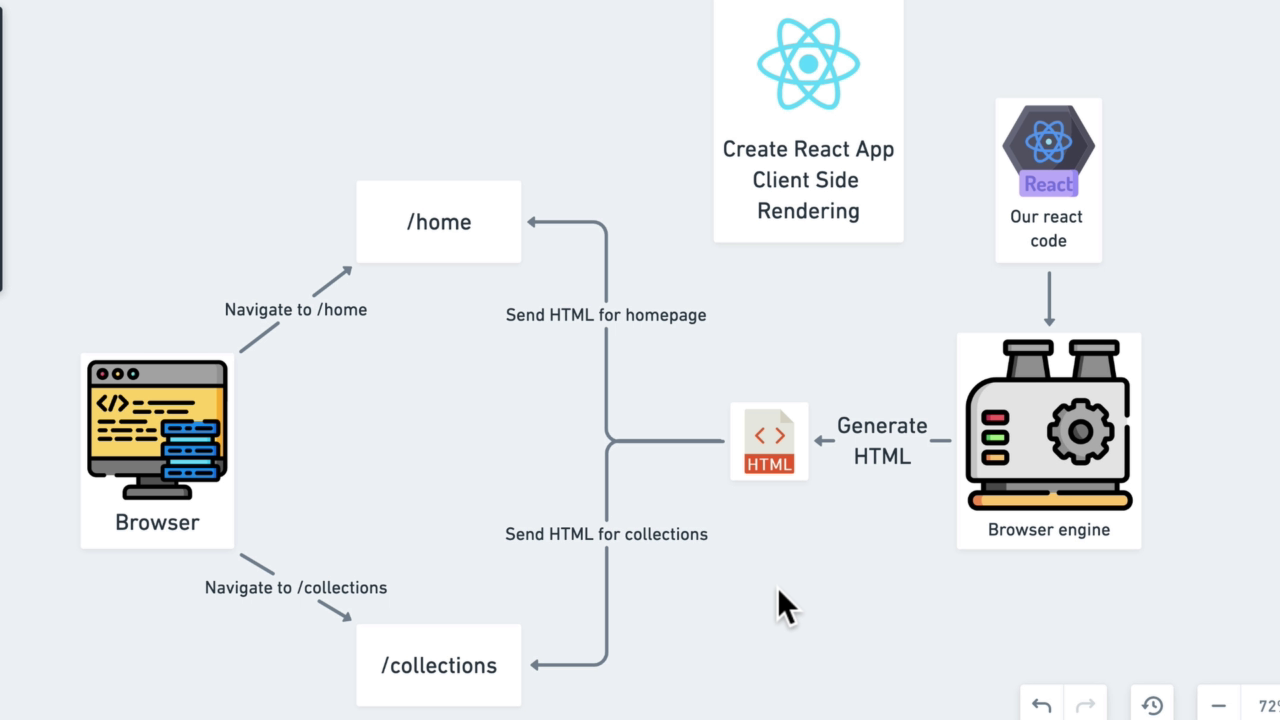 Create React App
Client Side
Rendering
React
Our react
code
/home
Navigate to /home
Send HTML for homepage
</>
Browser
< >
HTML
Generate
HTML
Browser engine
Send HTML for collections
Navigate to /collections
/collections
72%